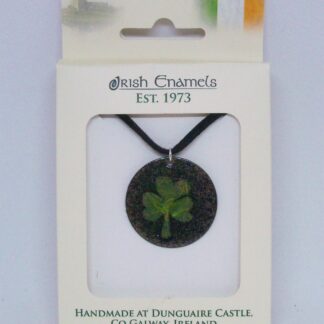 Irish Enamels
Est. 1973
Handmade at Dunguaire Castle,
Co Galway, Ireland